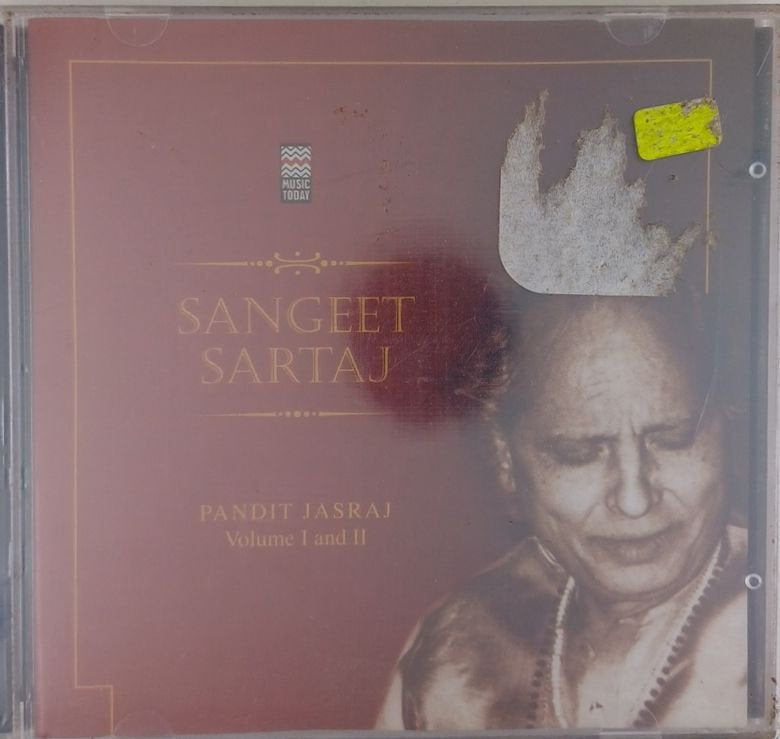 MUSIC
TODAY
SANGEET
SARTAJ
PANDIT JASRAJ
Volume I and II